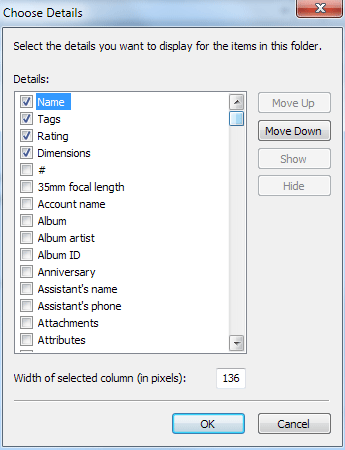 Choose Details
Select the details you want to display for the items in this folder.
Details:
Name
Tags
Rating
Dimensions
#
35mm focal length
Account name
Album
Album artist
Album ID
Anniversary
Assistant's name
Assistant's phone
Attachments
Attributes
Move Up
Move Down
Show
Hide
Width of selected column (in pixels): 136
OK Cancel